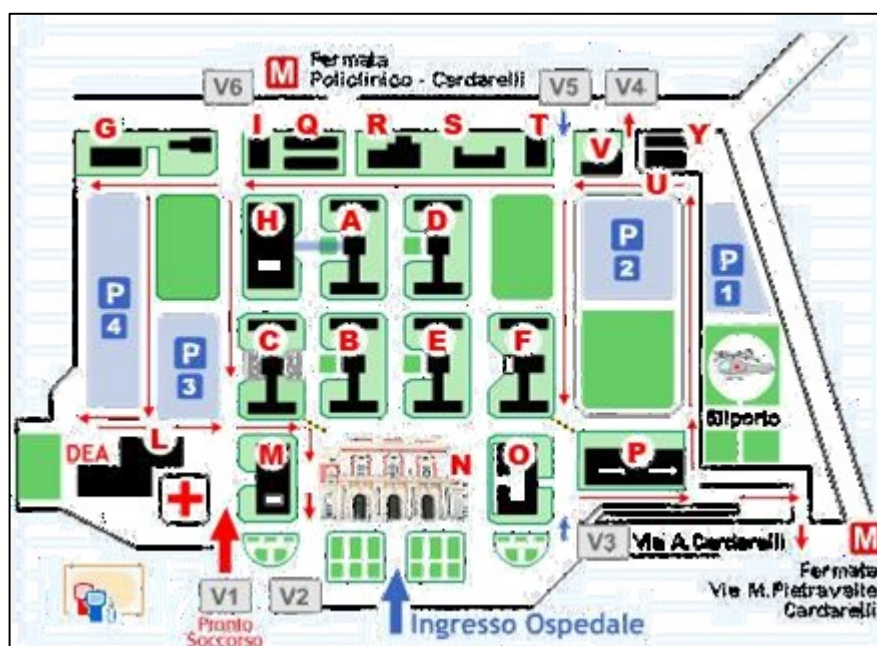 V6
M
Fermata
Policlinico - Cardarelli
V5
V4
G
I
Q
R
S
T
V
Y
U
H
A
D
P
2
P
1
P
4
C
B
E
F
P
3
Eliporto
DEA
L
M
N
O
P
V3
Via A. Cardarelli
M
Fermata
Via M. Pietravalle
Cardarelli
V1
V2
Pronto
Soccorso
Ingresso Ospedale